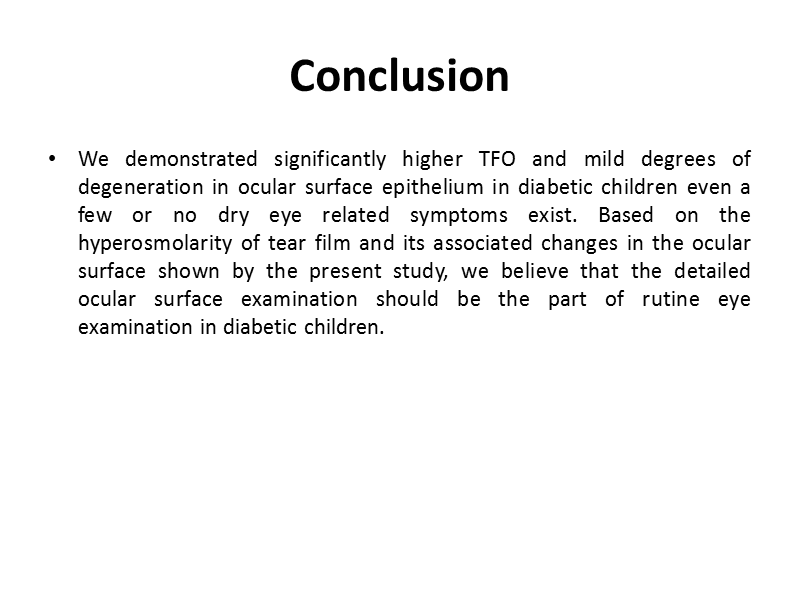 Conclusion
• We demonstrated significantly higher TFO and mild degrees of
degeneration in ocular surface epithelium in diabetic children even a
few or no dry eye related symptoms exist. Based on the
hyperosmolarity of tear film and its associated changes in the ocular
surface shown by the present study, we believe that the detailed
ocular surface examination should be the part of rutine eye
examination in diabetic children.